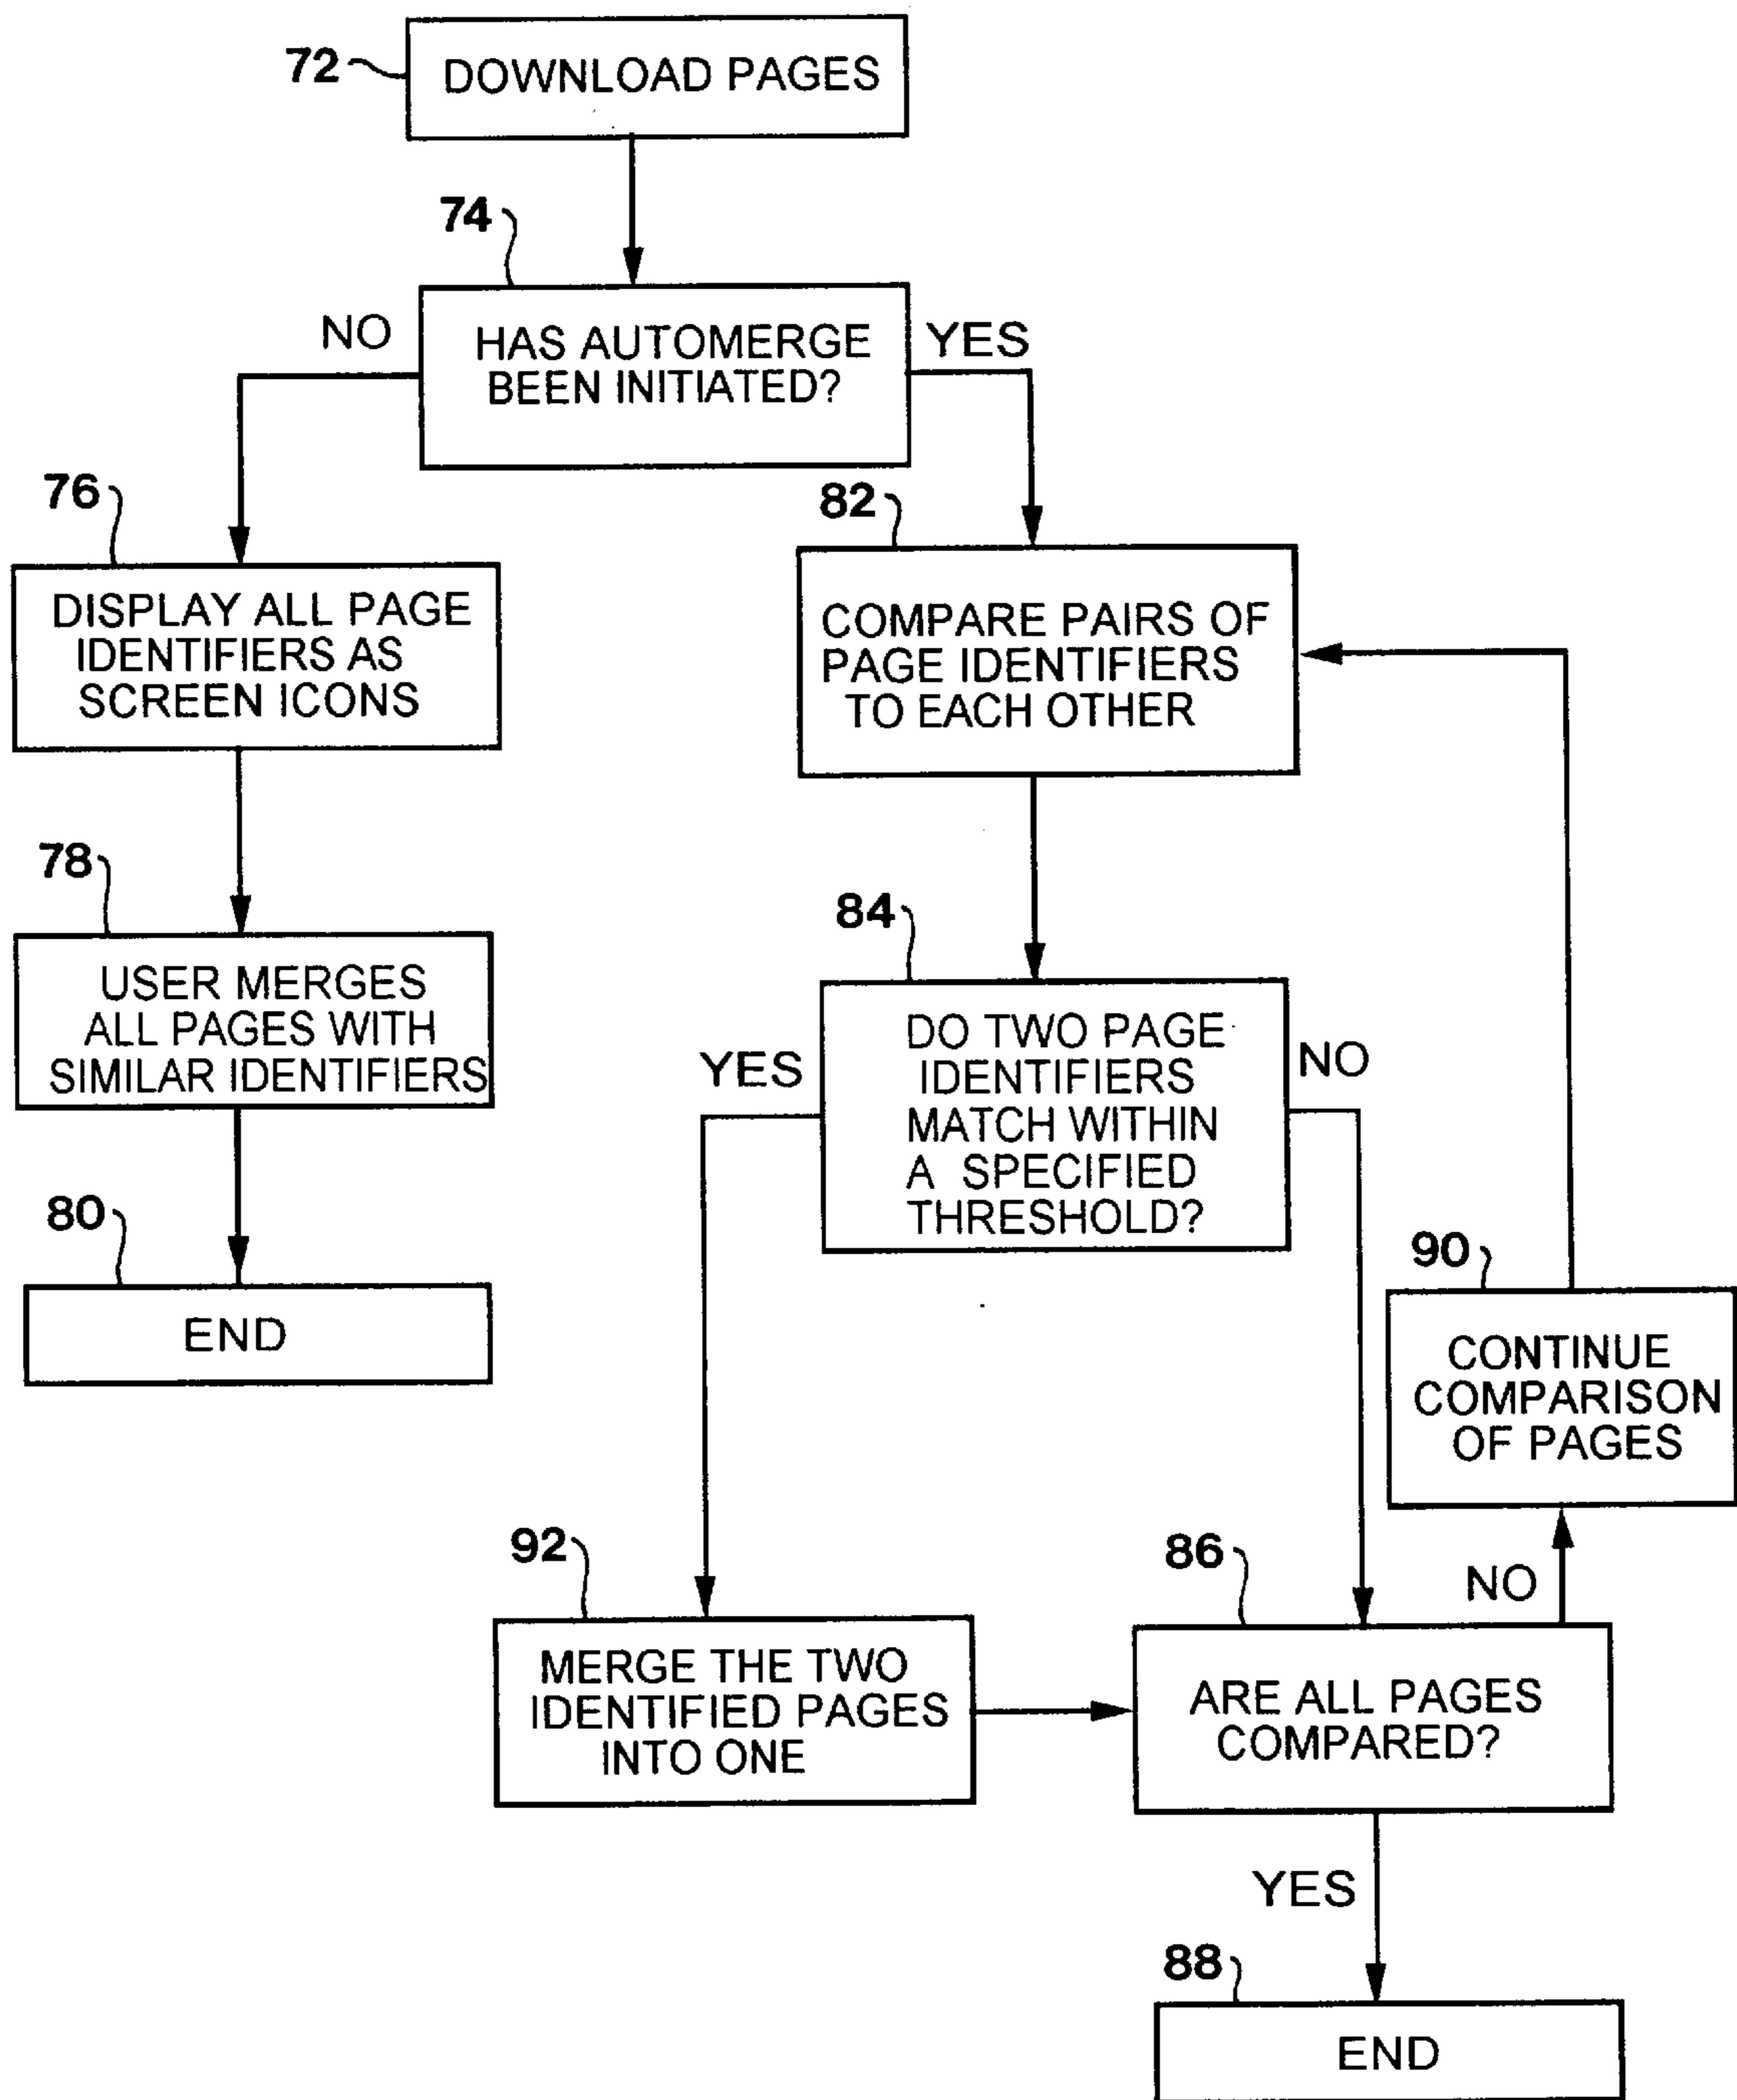 72
DOWNLOAD PAGES
74
NO
HAS AUTOMERGE
BEEN INITIATED?
YES
76
DISPLAY ALL PAGE
IDENTIFIERS AS
SCREEN ICONS
82
COMPARE PAIRS OF
PAGE IDENTIFIERS
TO EACH OTHER
78
USER MERGES
ALL PAGES WITH
SIMILAR IDENTIFIERS
84
YES
DO TWO PAGE
IDENTIFIERS
MATCH WITHIN
A SPECIFIED
THRESHOLD?
NO
80
END
90
CONTINUE
COMPARISON
OF PAGES
92
MERGE THE TWO
IDENTIFIED PAGES
INTO ONE
86
NO
ARE ALL PAGES
COMPARED?
YES
88
END